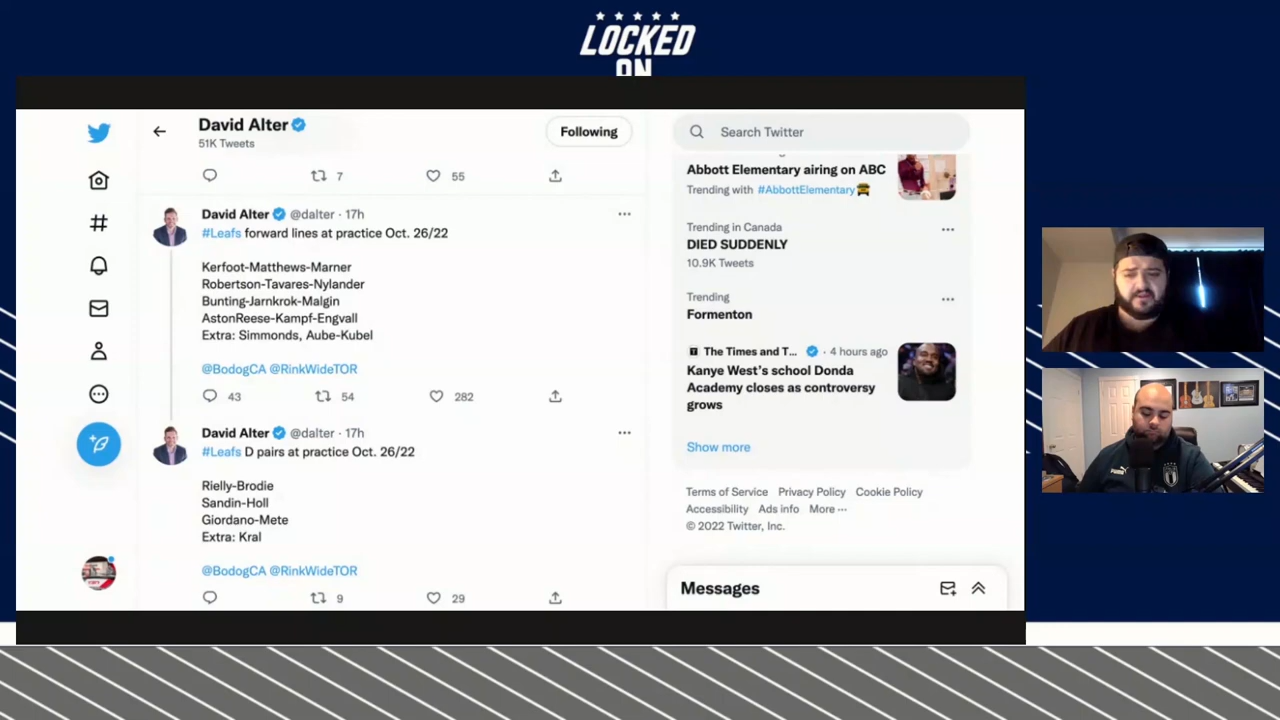 LOCKED
ON
David Alter
51K Tweets
Following
7
55
David Alter @dalter · 17h
#Leafs forward lines at practice Oct. 26/22
Kerfoot-Matthews-Marner
Robertson-Tavares-Nylander
Bunting-Jarnkrok-Malgin
AstonReese-Kampf-Engvall
Extra: Simmonds, Aube-Kubel
@BodogCA @RinkWideTOR
43
54
282
David Alter @dalter · 17h
#Leafs D pairs at practice Oct. 26/22
Rielly-Brodie
Sandin-Holl
Giordano-Mete
Extra: Kral
@BodogCA @RinkWideTOR
9
29
Search Twitter
Abbott Elementary airing on ABC
Trending with #AbbottElementary
Trending in Canada
DIED SUDDENLY
10.9K Tweets
Trending
Formenton
The Times and T... · 4 hours ago
Kanye West's school Donda
Academy closes as controversy
grows
Show more
Terms of Service Privacy Policy Cookie Policy
Accessibility Ads info More ···
© 2022 Twitter, Inc.
Messages